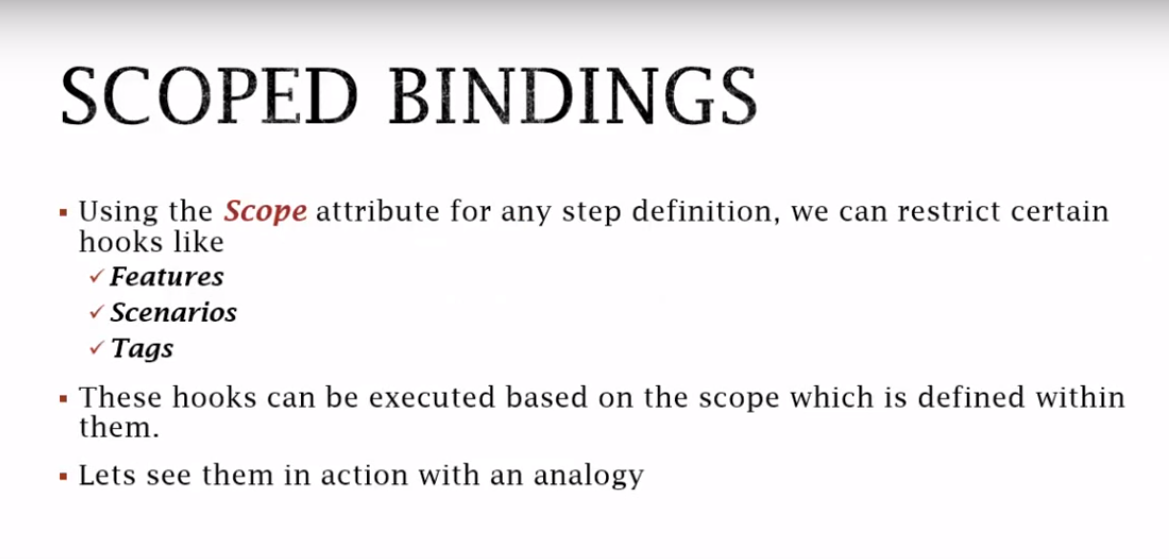 SCOPED BINDINGS
▪ Using the Scope attribute for any step definition, we can restrict certain
hooks like
✓ Features
✓ Scenarios
✓ Tags
▪ These hooks can be executed based on the scope which is defined within
them.
▪ Lets see them in action with an analogy